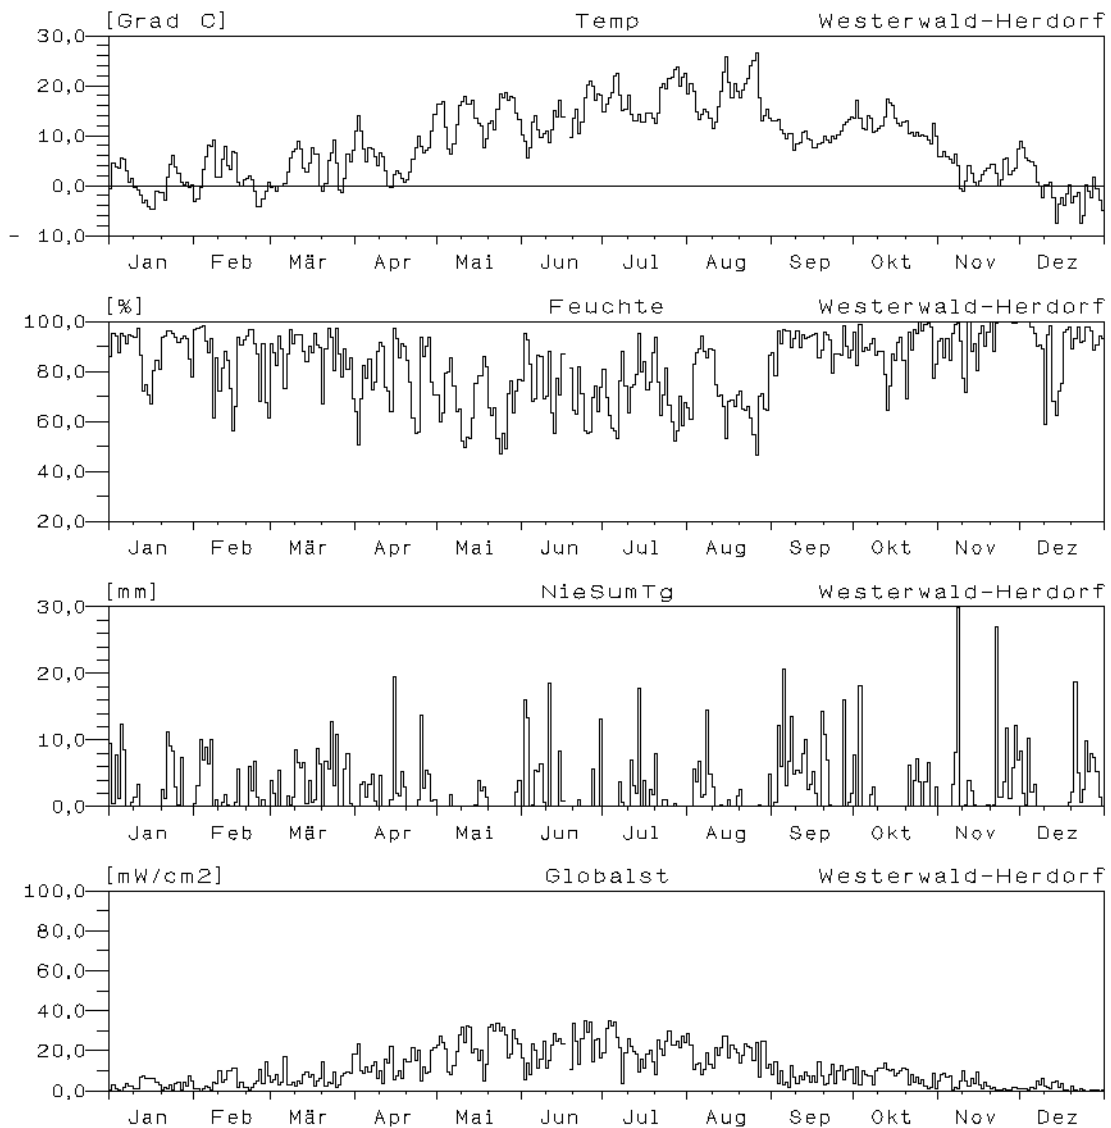 [Grad C] Temp Westerwald-Herdorf
30,0
20,0
10,0
0,0
- 10,0
Jan Feb Mär Apr Mai Jun Jul Aug Sep Okt Nov Dez
[%] Feuchte Westerwald-Herdorf
100,0
80,0
60,0
40,0
20,0
Jan Feb Mär Apr Mai Jun Jul Aug Sep Okt Nov Dez
[mm] NieSumTg Westerwald-Herdorf
30,0
20,0
10,0
0,0
Jan Feb Mär Apr Mai Jun Jul Aug Sep Okt Nov Dez
[mW/cm2] Globalst Westerwald-Herdorf
100,0
80,0
60,0
40,0
20,0
0,0
Jan Feb Mär Apr Mai Jun Jul Aug Sep Okt Nov Dez